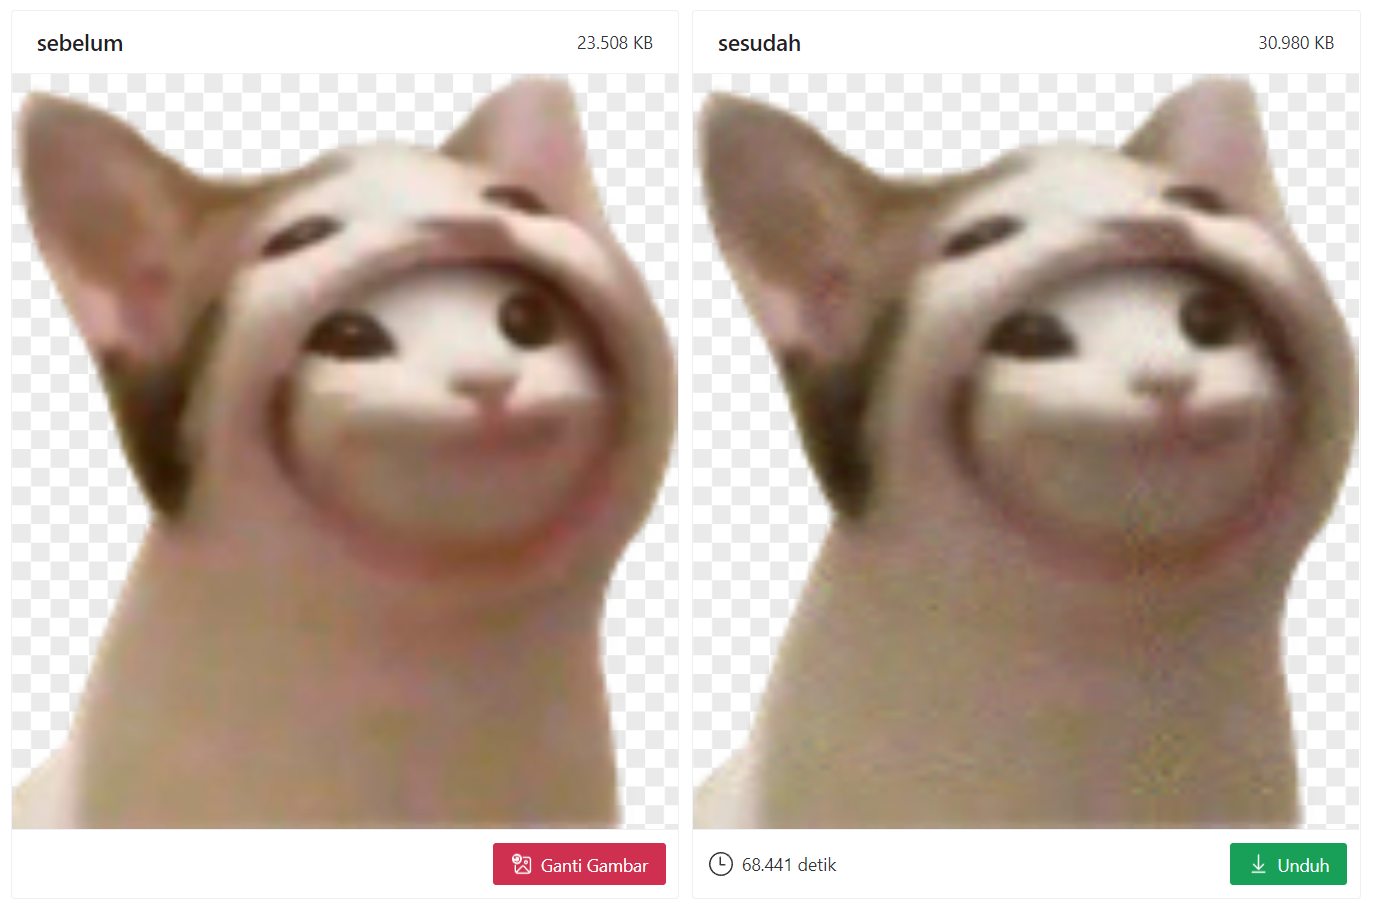 sebelum
23.508 KB
Ganti Gambar
sesudah
30.980 KB
68.441 detik
Unduh